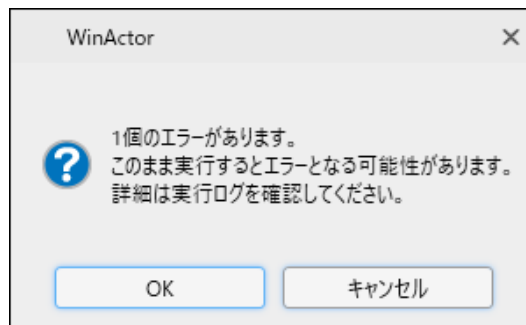 WinActor
1個のエラーがあります。
このまま実行するとエラーとなる可能性があります。
詳細は実行ログを確認してください。
OK
キャンセル